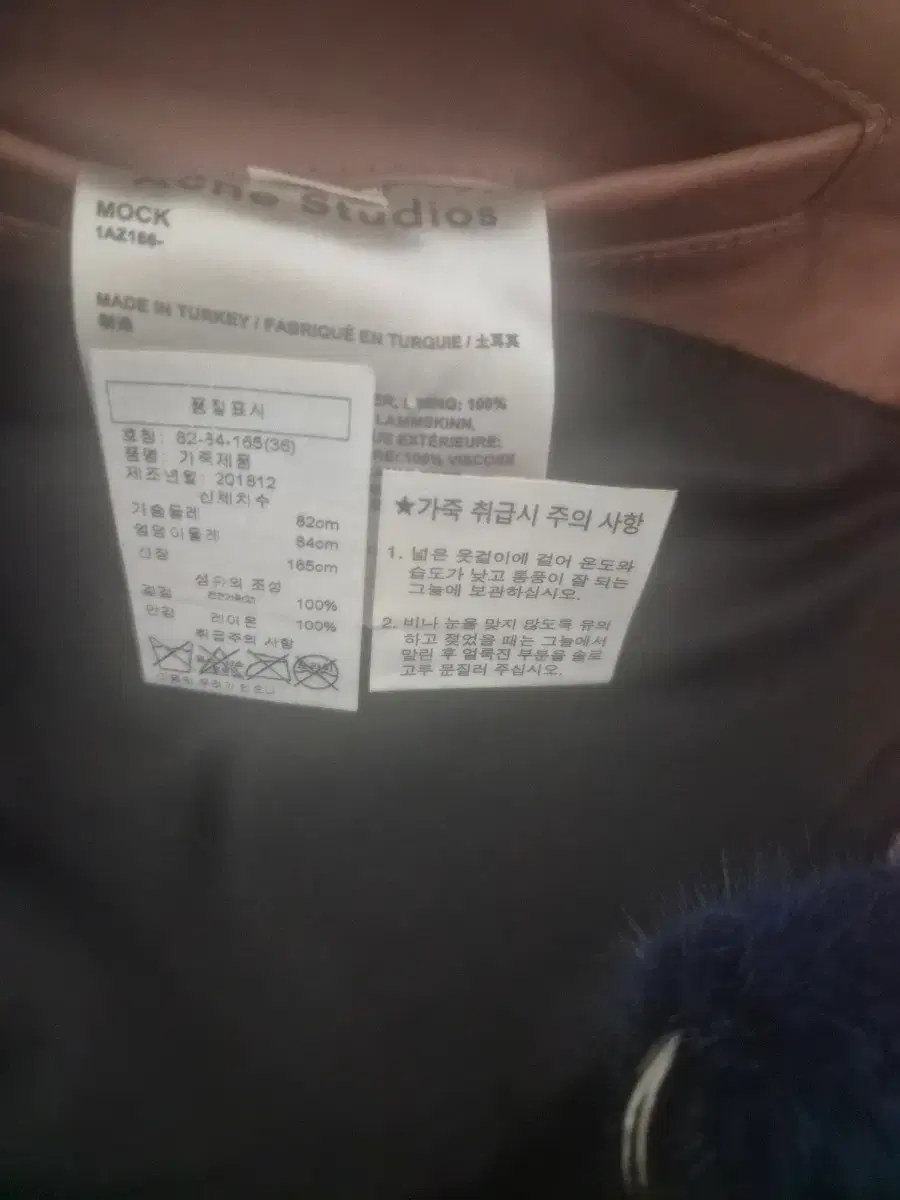 Acne Studios
MOCK
1AZ166-
MADE IN TURKEY / FABRIQUÉ EN TURQUIE / 土耳其
制造
100%
LAMMSKINN,
EXTÉRIEURE:
100% VISCOSE
품질표시
호칭: 82-84-165(36)
품명: 가죽제품
제조년월: 201812
신체치수
가슴둘레 82cm
엉덩이둘레 84cm
신장 165cm
섬유의 조성
겉감 100%
안감 레이온 100%
취급주의 사항
★가죽 취급시 주의 사항
1. 넓은 옷걸이에 걸어 온도와
습도가 낮고 통풍이 잘 되는
그늘에 보관하십시오.
2. 비나 눈을 맞지 않도록 유의
하고 젖었을 때는 그늘에서
말린 후 얼룩진 부분을 솔로
고루 문질러 주십시오.